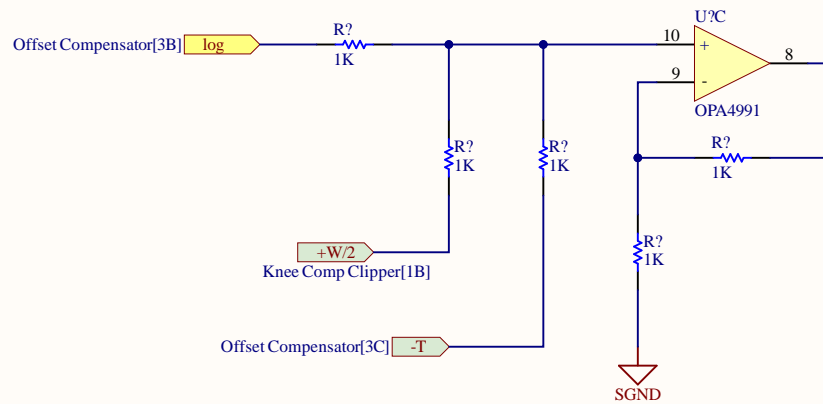 U?C
Offset Compensator[3B] log R? 1K 10 + 8
9 -
OPA4991
R? 1K R? 1K R? 1K
+W/2
Knee Comp Clipper[1B]
R? 1K
Offset Compensator[3C] -T
SGND